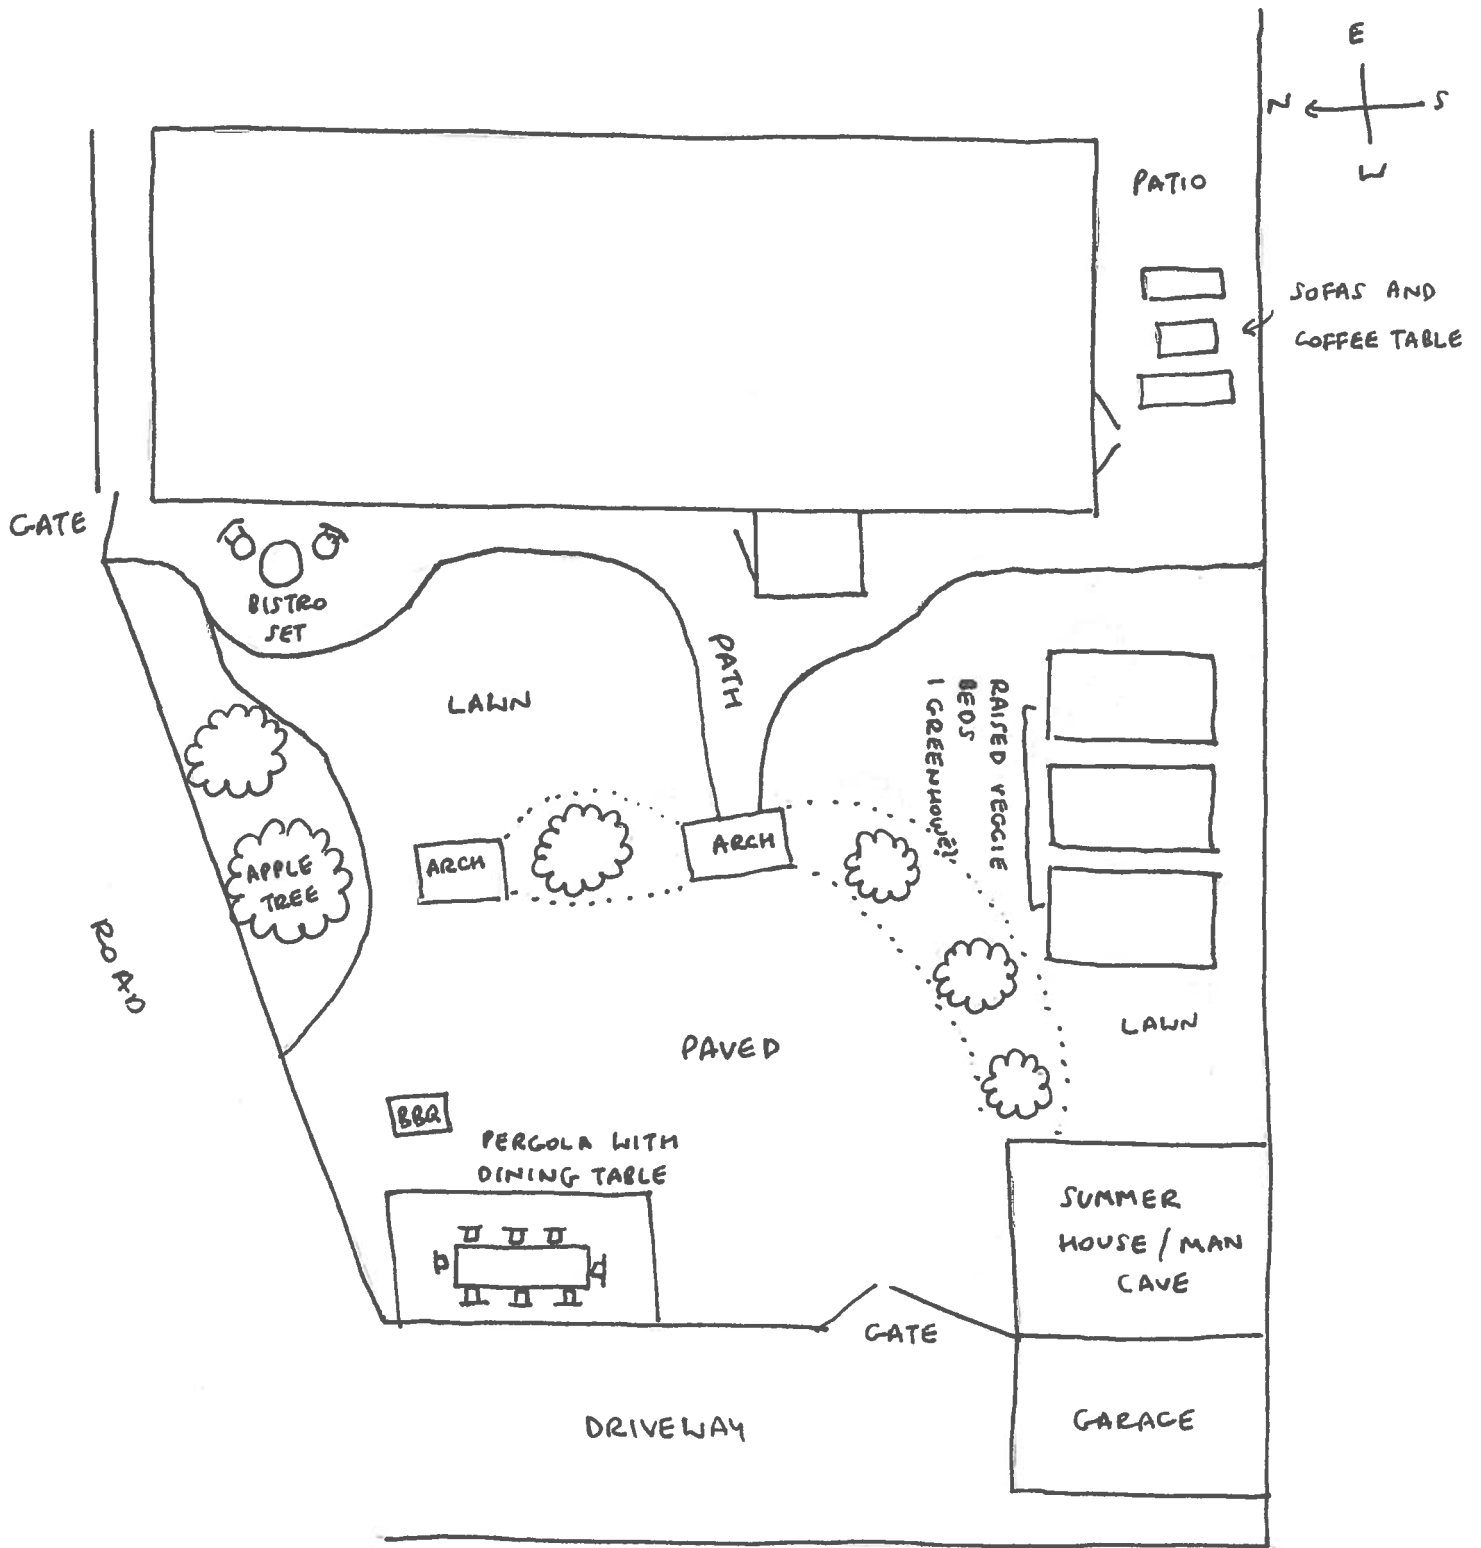 E
N
S
W
PATIO
SOFAS AND
COFFEE TABLE
GATE
BISTRO
SET
PATH
LAWN
RAISED VEGGIE
BEDS
1 GREENHOUSE
ARCH
ARCH
APPLE
TREE
ROAD
LAWN
PAVED
BBQ
PERGOLA WITH
DINING TABLE
SUMMER
HOUSE / MAN
CAVE
GATE
GARAGE
DRIVEWAY